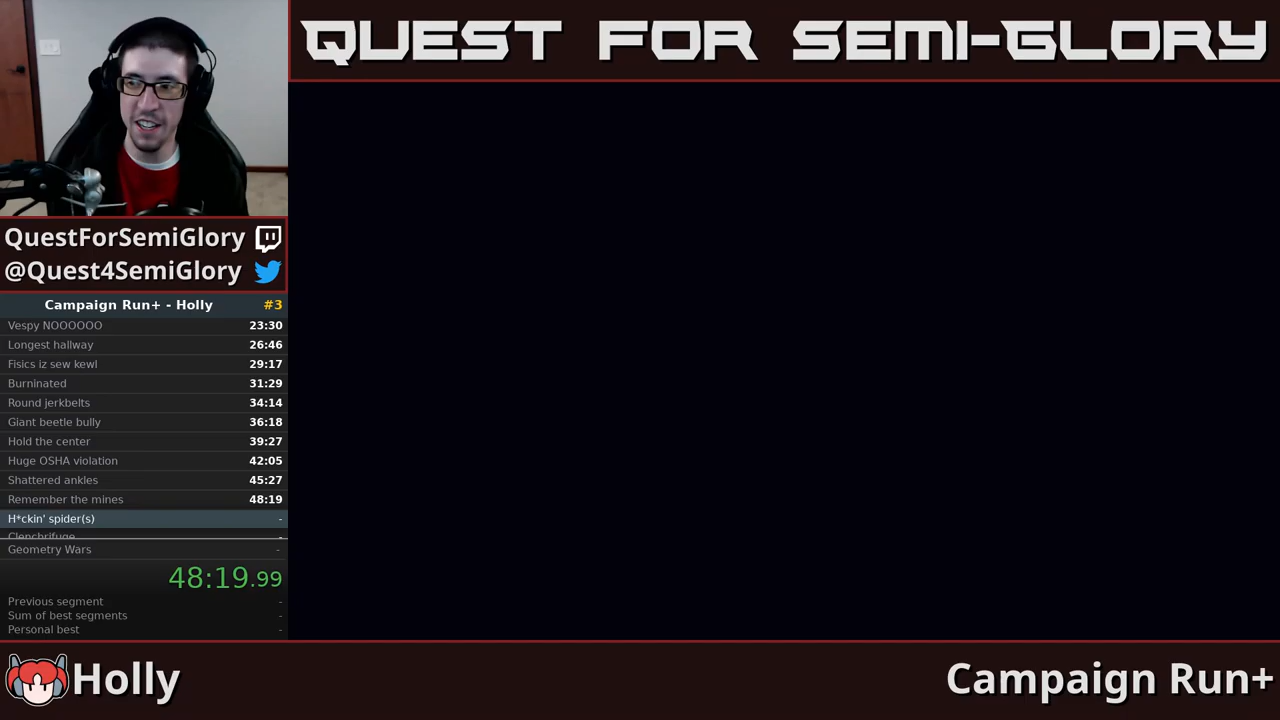 QUEST FOR SEMI-GLORY
QuestForSemiGlory
@Quest4SemiGlory
Campaign Run+ - Holly #3
Vespy NOOOOOO 23:30
Longest hallway 26:46
Fisics iz sew kewl 29:17
Burninated 31:29
Round jerkbelts 34:14
Giant beetle bully 36:18
Hold the center 39:27
Huge OSHA violation 42:05
Shattered ankles 45:27
Remember the mines 48:19
H*ckin' spider(s) -
Clenchrifuge -
Geometry Wars -
48:19.99
Previous segment -
Sum of best segments -
Personal best -
Holly
Campaign Run+